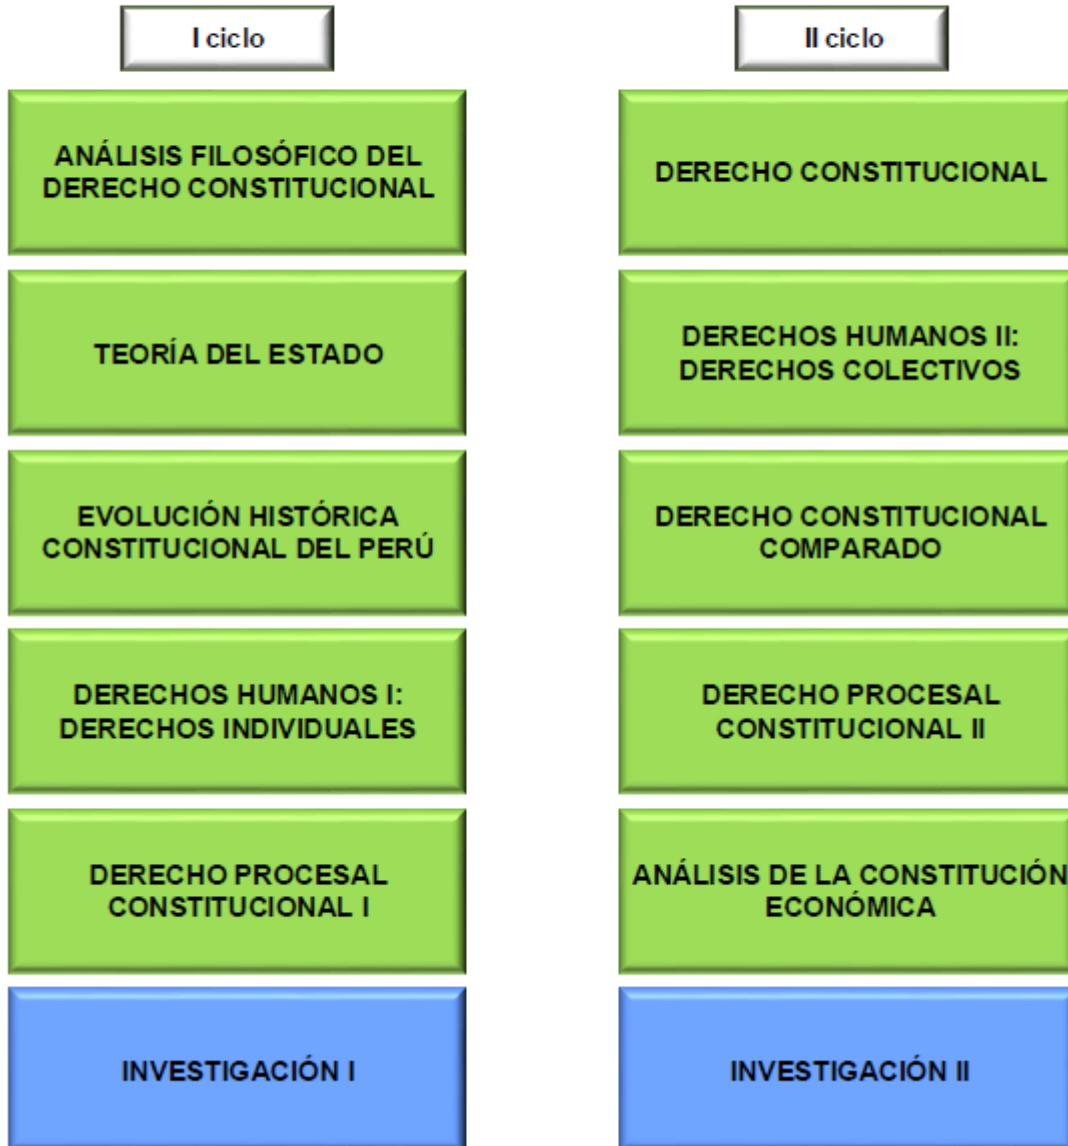 I ciclo
ANÁLISIS FILOSÓFICO DEL
DERECHO CONSTITUCIONAL
TEORÍA DEL ESTADO
EVOLUCIÓN HISTÓRICA
CONSTITUCIONAL DEL PERÚ
DERECHOS HUMANOS I:
DERECHOS INDIVIDUALES
DERECHO PROCESAL
CONSTITUCIONAL I
INVESTIGACIÓN I
II ciclo
DERECHO CONSTITUCIONAL
DERECHOS HUMANOS II:
DERECHOS COLECTIVOS
DERECHO CONSTITUCIONAL
COMPARADO
DERECHO PROCESAL
CONSTITUCIONAL II
ANÁLISIS DE LA CONSTITUCIÓN
ECONÓMICA
INVESTIGACIÓN II